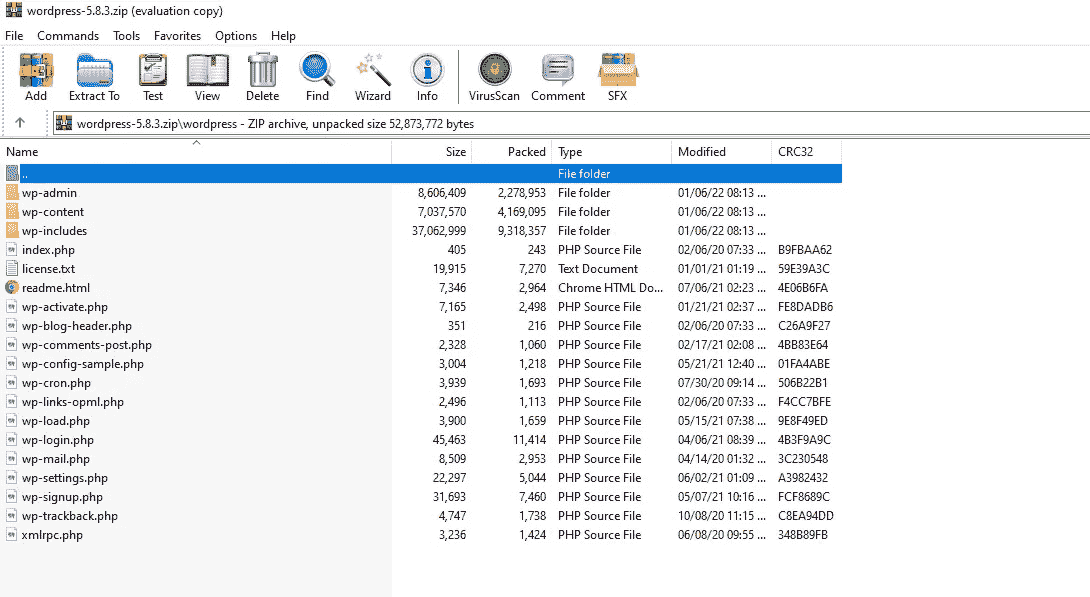 wordpress-5.8.3.zip (evaluation copy)
File Commands Tools Favorites Options Help
Add Extract To Test View Delete Find Wizard Info VirusScan Comment SFX
wordpress-5.8.3.zip\wordpress - ZIP archive, unpacked size 52,873,772 bytes
Name Size Packed Type Modified CRC32
.. File folder
wp-admin 8,606,409 2,278,953 File folder 01/06/22 08:13 ...
wp-content 7,037,570 4,169,095 File folder 01/06/22 08:13 ...
wp-includes 37,062,999 9,318,357 File folder 01/06/22 08:13 ...
index.php 405 243 PHP Source File 02/06/20 07:33 ... B9FBAA62
license.txt 19,915 7,270 Text Document 01/01/21 01:19 ... 59E39A3C
readme.html 7,346 2,964 Chrome HTML Do... 07/06/21 02:23 ... 4E06B6FA
wp-activate.php 7,165 2,498 PHP Source File 01/21/21 02:37 ... FE8DADB6
wp-blog-header.php 351 216 PHP Source File 02/06/20 07:33 ... C26A9F27
wp-comments-post.php 2,328 1,060 PHP Source File 02/17/21 02:08 ... 4BB83E64
wp-config-sample.php 3,004 1,218 PHP Source File 05/21/21 12:40 ... 01FA4ABE
wp-cron.php 3,939 1,693 PHP Source File 07/30/20 09:14 ... 506B22B1
wp-links-opml.php 2,496 1,113 PHP Source File 02/06/20 07:33 ... F4CC7BFE
wp-load.php 3,900 1,659 PHP Source File 05/15/21 07:38 ... 9E8F49ED
wp-login.php 45,463 11,414 PHP Source File 04/06/21 08:39 ... 4B3F9A9C
wp-mail.php 8,509 2,953 PHP Source File 04/14/20 01:32 ... 3C230548
wp-settings.php 22,297 5,044 PHP Source File 06/02/21 01:09 ... A3982432
wp-signup.php 31,693 7,460 PHP Source File 05/07/21 10:16 ... FCF8689C
wp-trackback.php 4,747 1,738 PHP Source File 10/08/20 11:15 ... C8EA94DD
xmlrpc.php 3,236 1,424 PHP Source File 06/08/20 09:55 ... 348B89FB